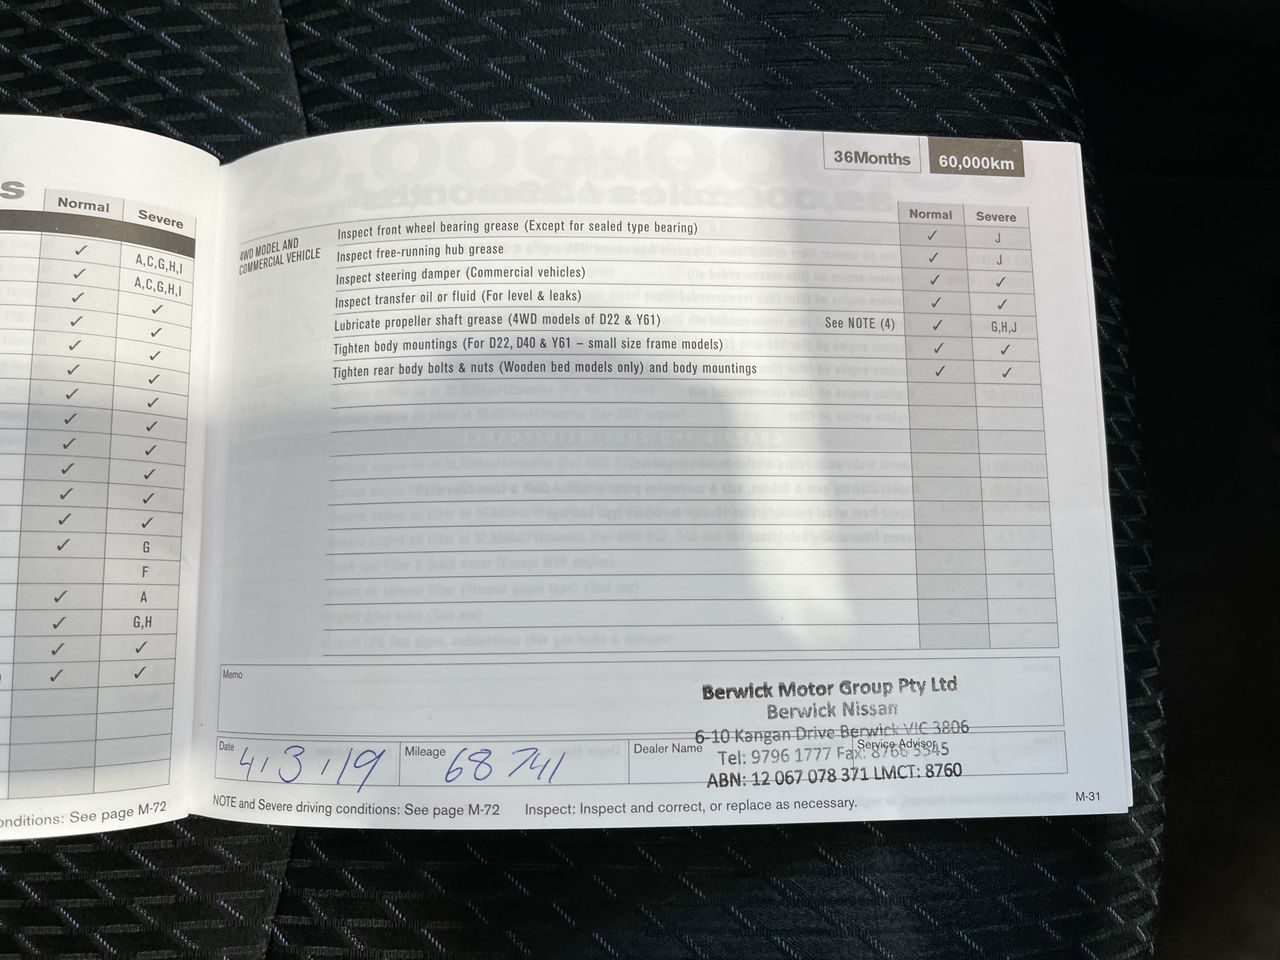 s
Normal Severe
✓ A,C,G,H,I
✓ A,C,G,H,I
✓ ✓
✓ ✓
✓ ✓
✓ ✓
✓ ✓
✓ ✓
✓ ✓
✓ ✓
✓ ✓
✓ ✓
✓ G
F
✓ A
✓ G,H
✓ ✓
✓ ✓
onditions: See page M-72
36Months 60,000km
Normal Severe
4WD MODEL AND
COMMERCIAL VEHICLE
Inspect front wheel bearing grease (Except for sealed type bearing) ✓ J
Inspect free-running hub grease ✓ J
Inspect steering damper (Commercial vehicles) ✓ ✓
Inspect transfer oil or fluid (For level & leaks) ✓ ✓
Lubricate propeller shaft grease (4WD models of D22 & Y61) See NOTE (4) ✓ G,H,J
Tighten body mountings (For D22, D40 & Y61 – small size frame models) ✓ ✓
Tighten rear body bolts & nuts (Wooden bed models only) and body mountings ✓ ✓
Memo
Berwick Motor Group Pty Ltd
Berwick Nissan
6-10 Kangan Drive Berwick VIC 3806
Tel: 9796 1777 Fax: 8766 5545
ABN: 12 067 078 371 LMCT: 8760
Date 4/3/19 Mileage 68 741 Dealer Name Service Advisor
NOTE and Severe driving conditions: See page M-72 Inspect: Inspect and correct, or replace as necessary.
M-31